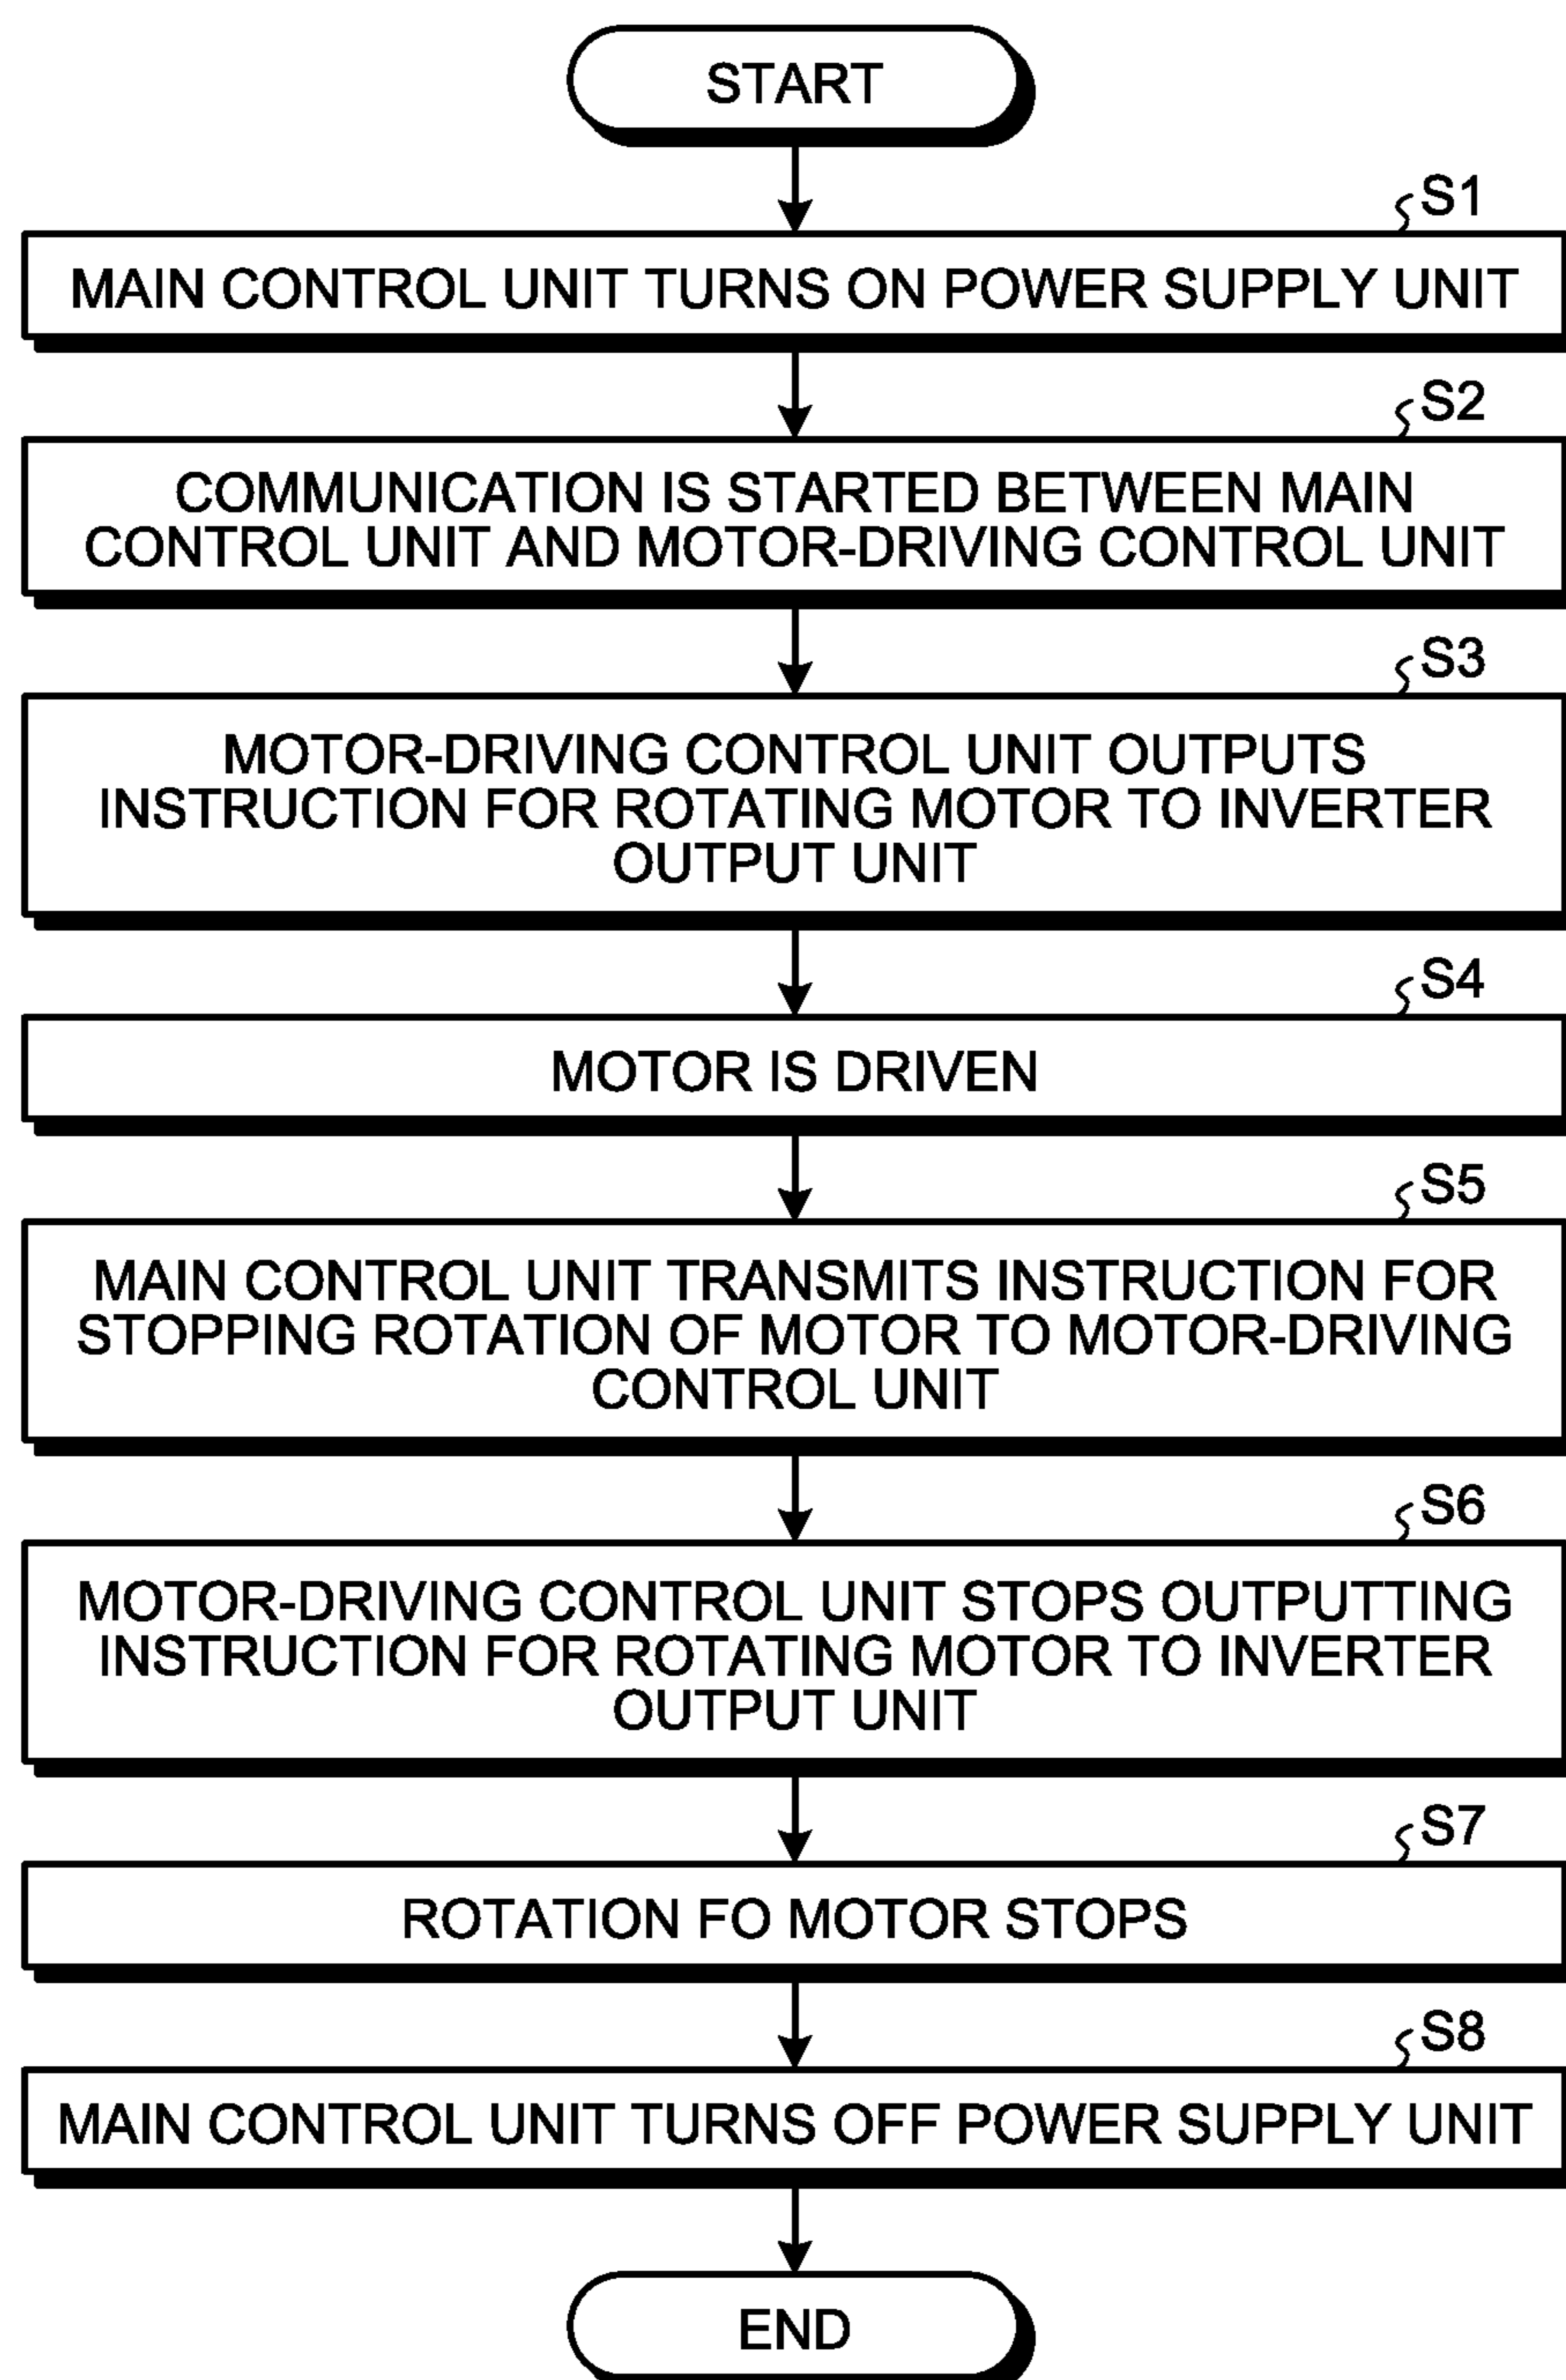 START
S1
MAIN CONTROL UNIT TURNS ON POWER SUPPLY UNIT
S2
COMMUNICATION IS STARTED BETWEEN MAIN
CONTROL UNIT AND MOTOR-DRIVING CONTROL UNIT
S3
MOTOR-DRIVING CONTROL UNIT OUTPUTS
INSTRUCTION FOR ROTATING MOTOR TO INVERTER
OUTPUT UNIT
S4
MOTOR IS DRIVEN
S5
MAIN CONTROL UNIT TRANSMITS INSTRUCTION FOR
STOPPING ROTATION OF MOTOR TO MOTOR-DRIVING
CONTROL UNIT
S6
MOTOR-DRIVING CONTROL UNIT STOPS OUTPUTTING
INSTRUCTION FOR ROTATING MOTOR TO INVERTER
OUTPUT UNIT
S7
ROTATION FO MOTOR STOPS
S8
MAIN CONTROL UNIT TURNS OFF POWER SUPPLY UNIT
END